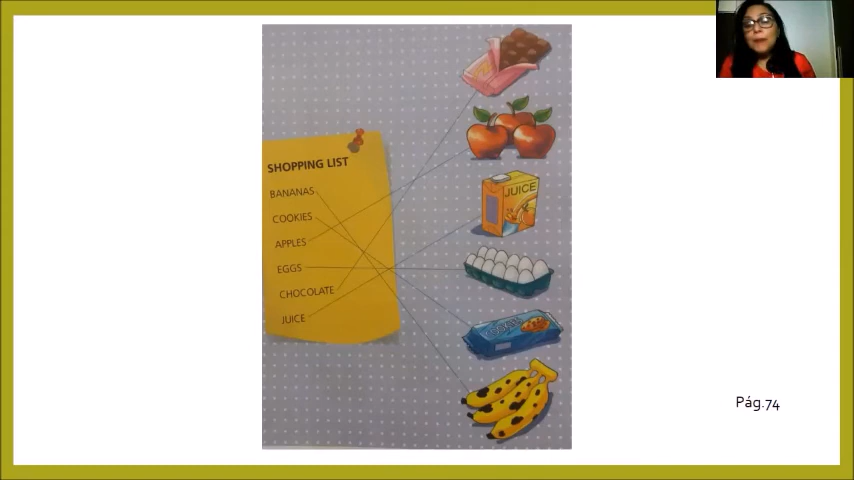 SHOPPING LIST
BANANAS
COOKIES
APPLES
EGGS
CHOCOLATE
JUICE
JUICE
Pág.74